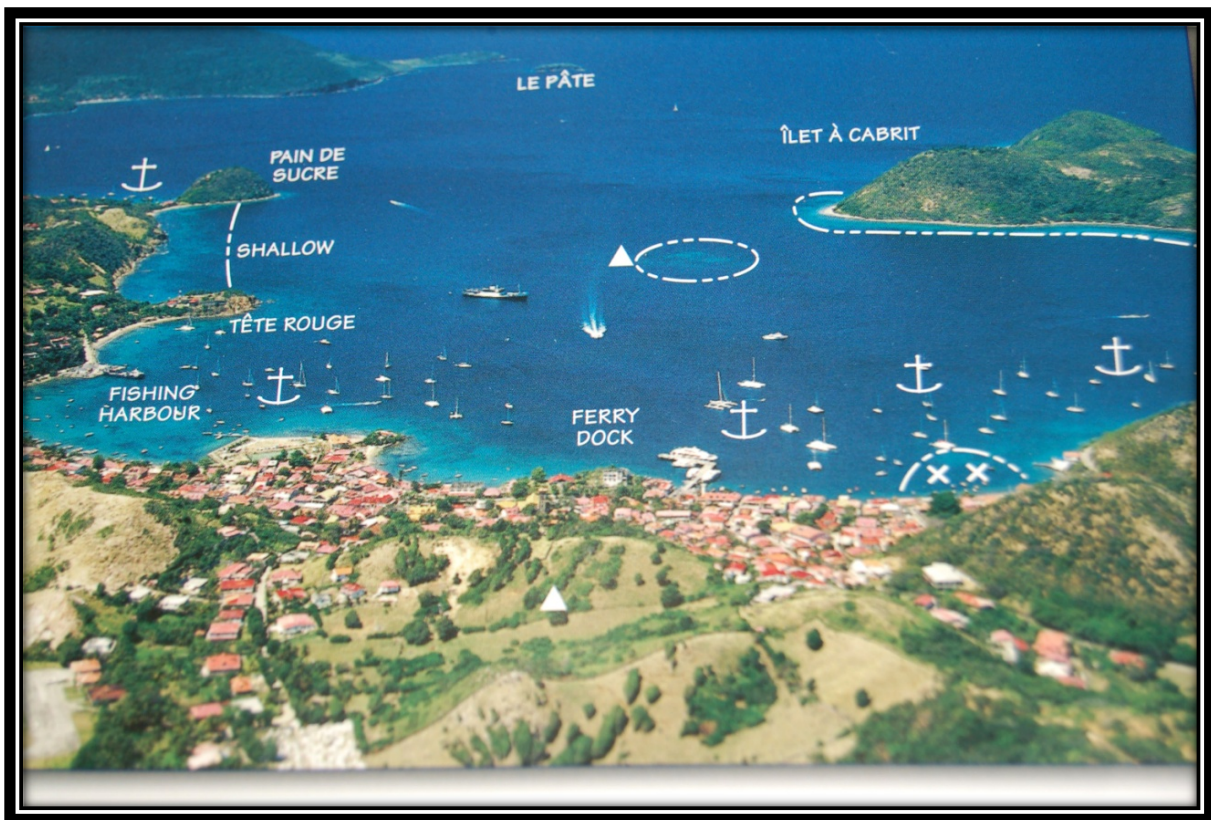 LE PÂTE
ÎLET À CABRIT
PAIN DE
SUCRE
SHALLOW
TÊTE ROUGE
FISHING
HARBOUR
FERRY
DOCK